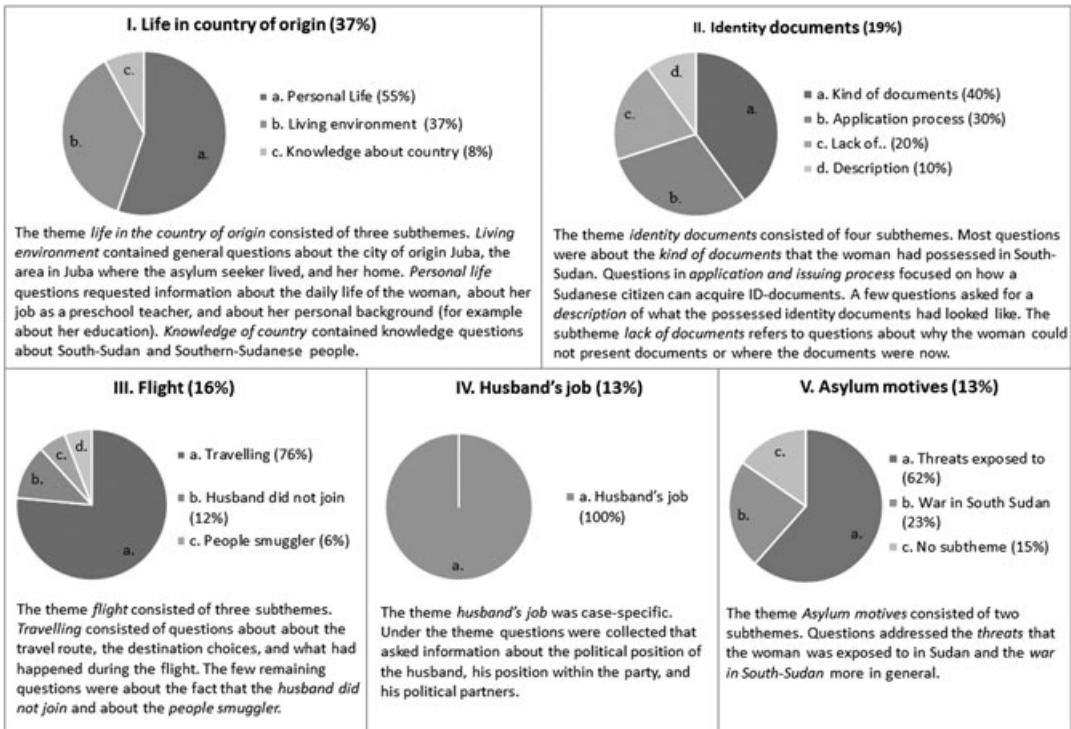 I. Life in country of origin (37%)
c.
b.
a.
a. Personal Life (55%)
b. Living environment (37%)
c. Knowledge about country (8%)
The theme life in the country of origin consisted of three subthemes. Living
environment contained general questions about the city of origin Juba, the
area in Juba where the asylum seeker lived, and her home. Personal life
questions requested information about the daily life of the woman, about her
job as a preschool teacher, and about her personal background (for example
about her education). Knowledge of country contained knowledge questions
about South-Sudan and Southern-Sudanese people.
II. Identity documents (19%)
d.
c.
a.
b.
a. Kind of documents (40%)
b. Application process (30%)
c. Lack of.. (20%)
d. Description (10%)
The theme identity documents consisted of four subthemes. Most questions
were about the kind of documents that the woman had possessed in South-
Sudan. Questions in application and issuing process focused on how a
Sudanese citizen can acquire ID-documents. A few questions asked for a
description of what the possessed identity documents had looked like. The
subtheme lack of documents refers to questions about why the woman could
not present documents or where the documents were now.
III. Flight (16%)
d.
c.
b.
a.
a. Travelling (76%)
b. Husband did not join
(12%)
c. People smuggler (6%)
The theme flight consisted of three subthemes.
Travelling consisted of questions about about the
travel route, the destination choices, and what had
happened during the flight. The few remaining
questions were about the fact that the husband did
not join and about the people smuggler.
IV. Husband's job (13%)
a.
a. Husband's job
(100%)
The theme husband's job was case-specific.
Under the theme questions were collected that
asked information about the political position of
the husband, his position within the party, and
his political partners.
V. Asylum motives (13%)
c.
b.
a.
a. Threats exposed to
(62%)
b. War in South Sudan
(23%)
c. No subtheme (15%)
The theme Asylum motives consisted of two
subthemes. Questions addressed the threats that
the woman was exposed to in Sudan and the war
in South-Sudan more in general.